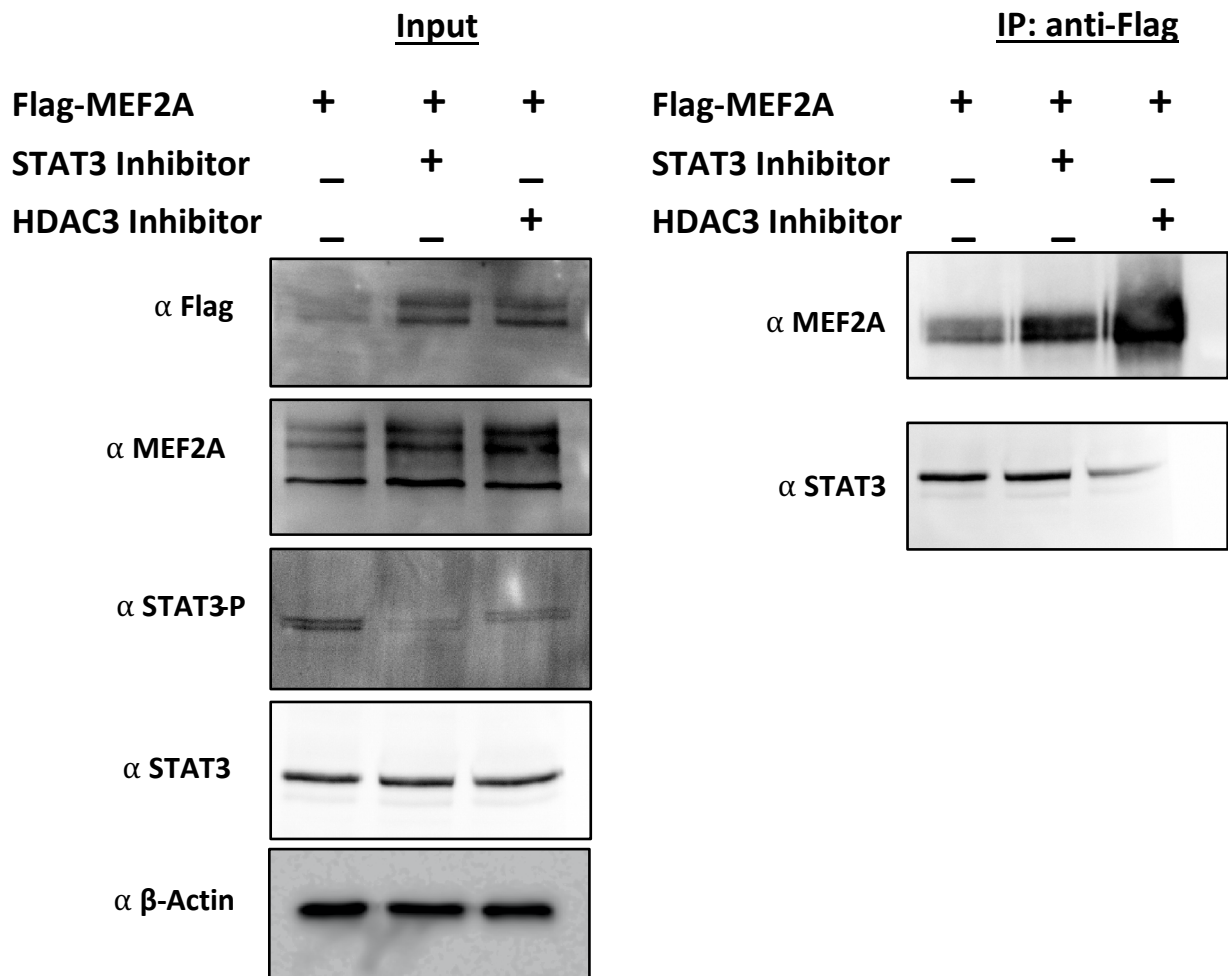 Input
Flag-MEF2A + + +
STAT3 Inhibitor – + –
HDAC3 Inhibitor – – +
α Flag
α MEF2A
α STAT3-P
α STAT3
α β-Actin
IP: anti-Flag
Flag-MEF2A + + +
STAT3 Inhibitor – + –
HDAC3 Inhibitor – – +
α MEF2A
α STAT3